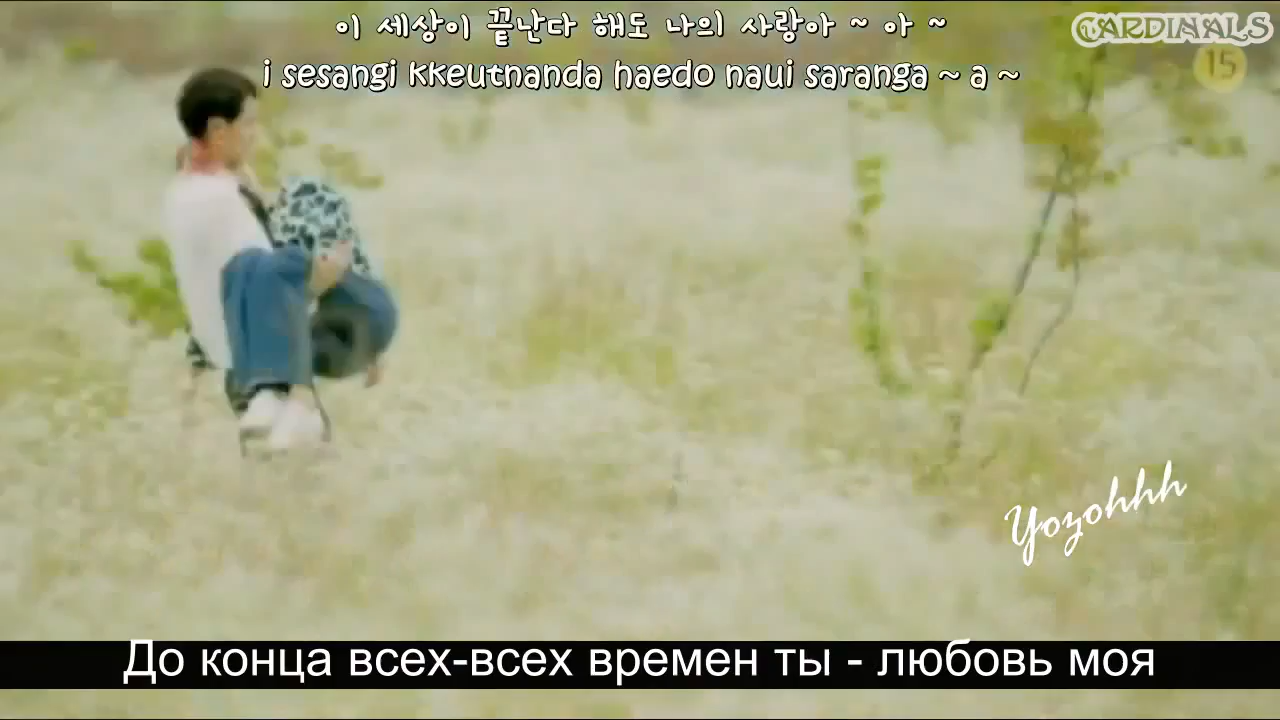 이 세상이 끝난다 해도 나의 사랑아 ~ 아 ~
i sesangi kkeutnanda haedo naui saranga ~ a ~
CARDINALS
15
Yozohhh
До конца всех-всех времен ты - любовь моя